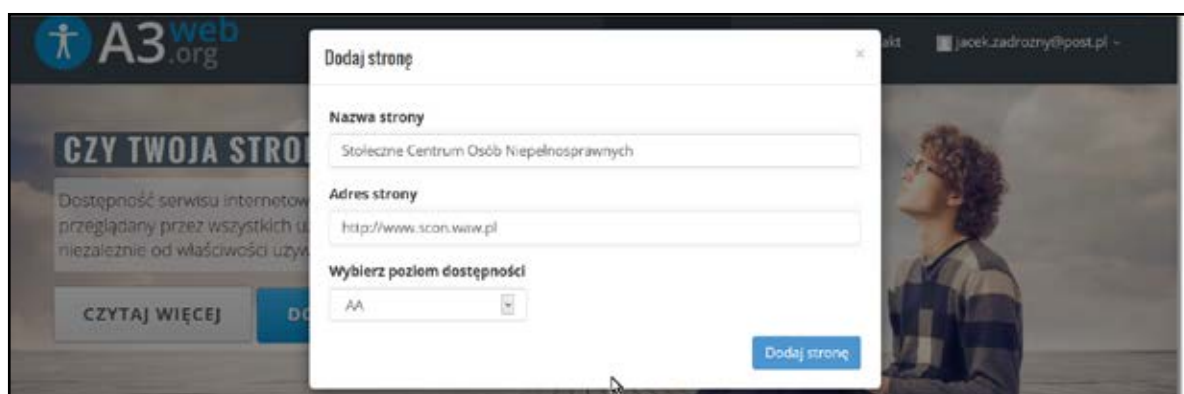 A3web.org
akt
jacek.zadrozny@post.pl
Dodaj stronę
×
Nazwa strony
Stołeczne Centrum Osób Niepełnosprawnych
Adres strony
http://www.scon.waw.pl
Wybierz poziom dostępności
AA
Dodaj stronę
CZY TWOJA STRO
Dostępność serwisu internetow
przeglądany przez wszystkich u
niezależnie od właściwości używ
CZYTAJ WIĘCEJ
DO